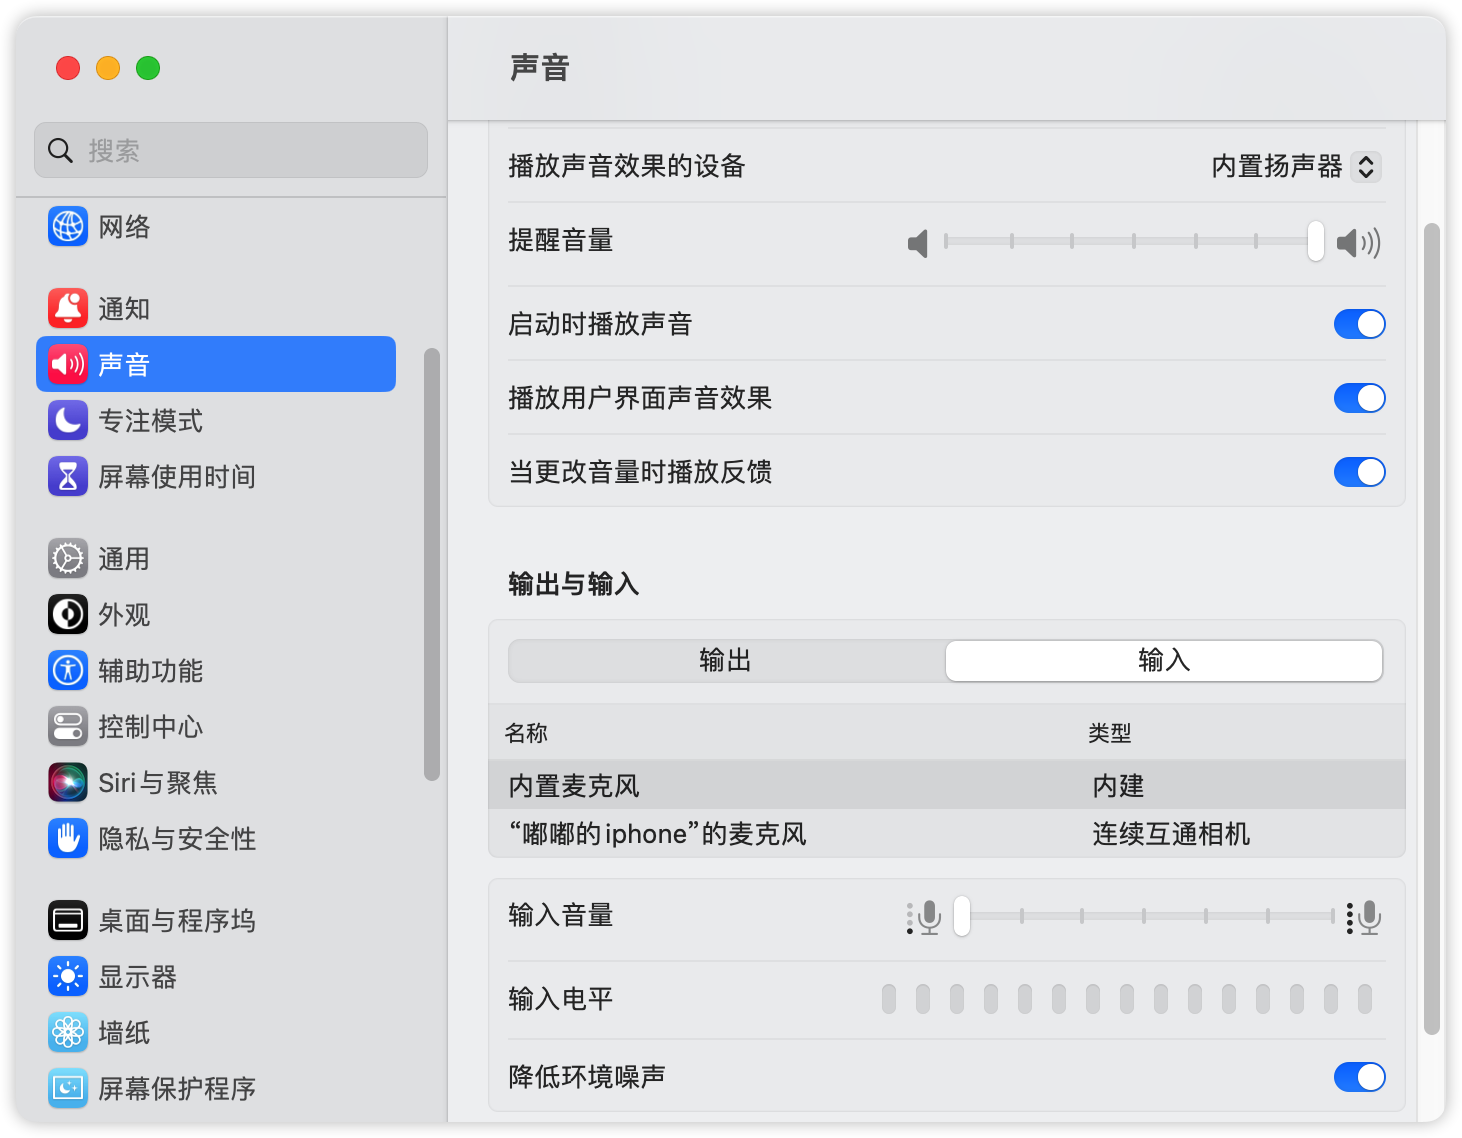 声音
搜索
网络
通知
声音
专注模式
屏幕使用时间
通用
外观
辅助功能
控制中心
Siri与聚焦
隐私与安全性
桌面与程序坞
显示器
墙纸
屏幕保护程序
播放声音效果的设备 内置扬声器
提醒音量
启动时播放声音
播放用户界面声音效果
当更改音量时播放反馈
输出与输入
输出 输入
名称 类型
内置麦克风 内建
“嘟嘟的iphone”的麦克风 连续互通相机
输入音量
输入电平
降低环境噪声